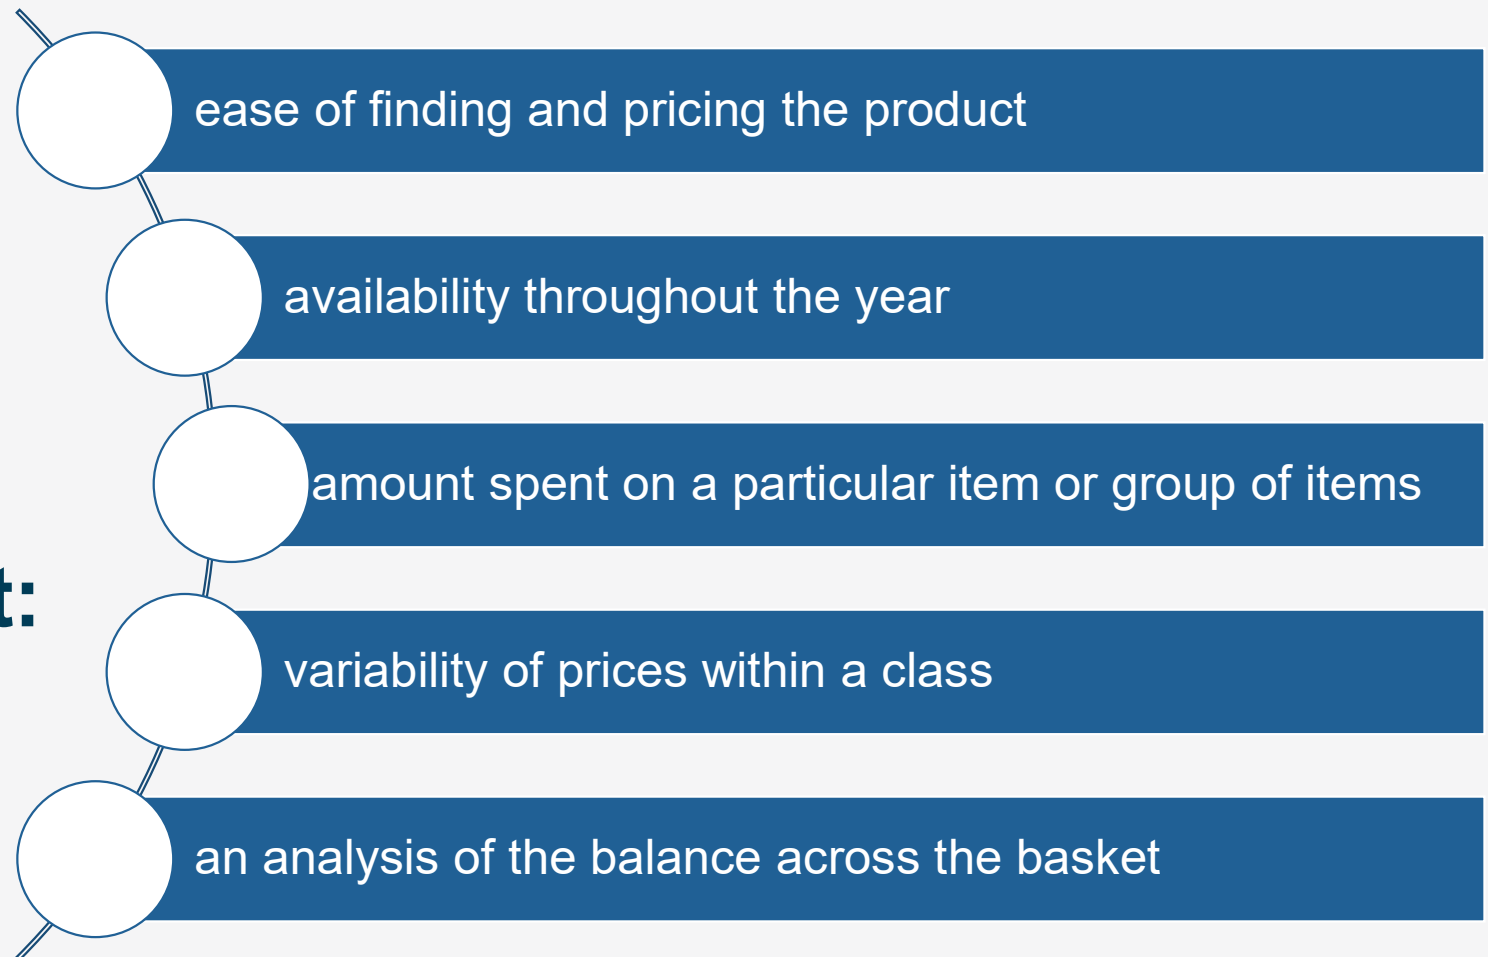 ease of finding and pricing the product
availability throughout the year
amount spent on a particular item or group of items
t:
variability of prices within a class
an analysis of the balance across the basket